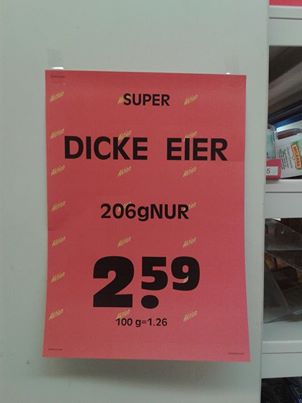 SUPER
DICKE EIER
206gNUR
2.59
100 g=1.26